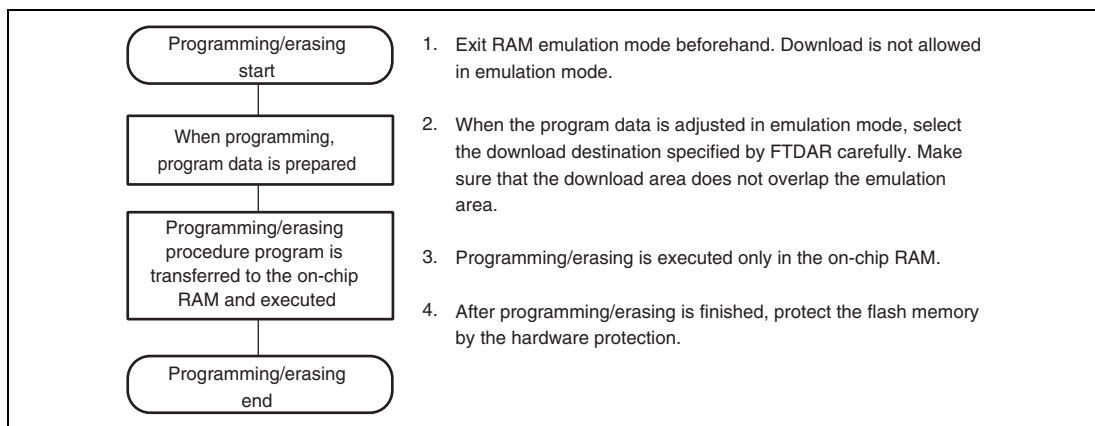 Programming/erasing
start
When programming,
program data is prepared
Programming/erasing
procedure program is
transferred to the on-chip
RAM and executed
Programming/erasing
end
1. Exit RAM emulation mode beforehand. Download is not allowed
in emulation mode.
2. When the program data is adjusted in emulation mode, select
the download destination specified by FTDAR carefully. Make
sure that the download area does not overlap the emulation
area.
3. Programming/erasing is executed only in the on-chip RAM.
4. After programming/erasing is finished, protect the flash memory
by the hardware protection.